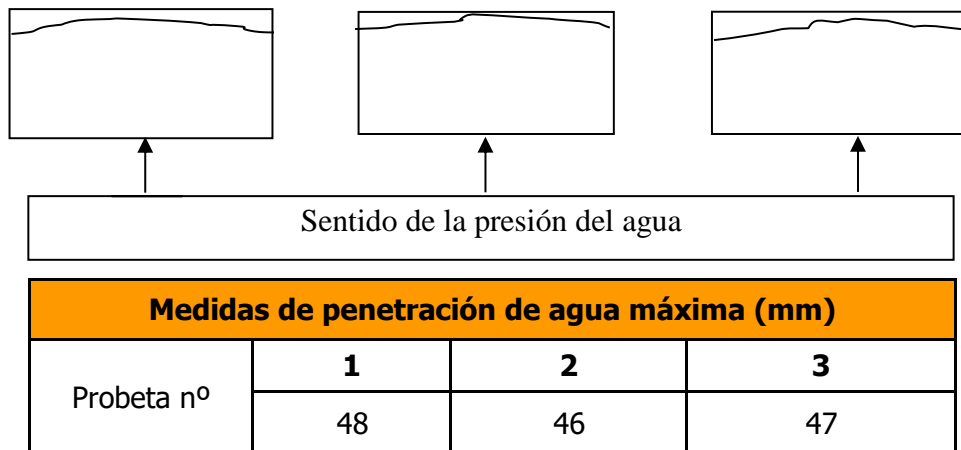 Sentido de la presión del agua
Medidas de penetración de agua máxima (mm)
Probeta nº
1 2 3
48 46 47